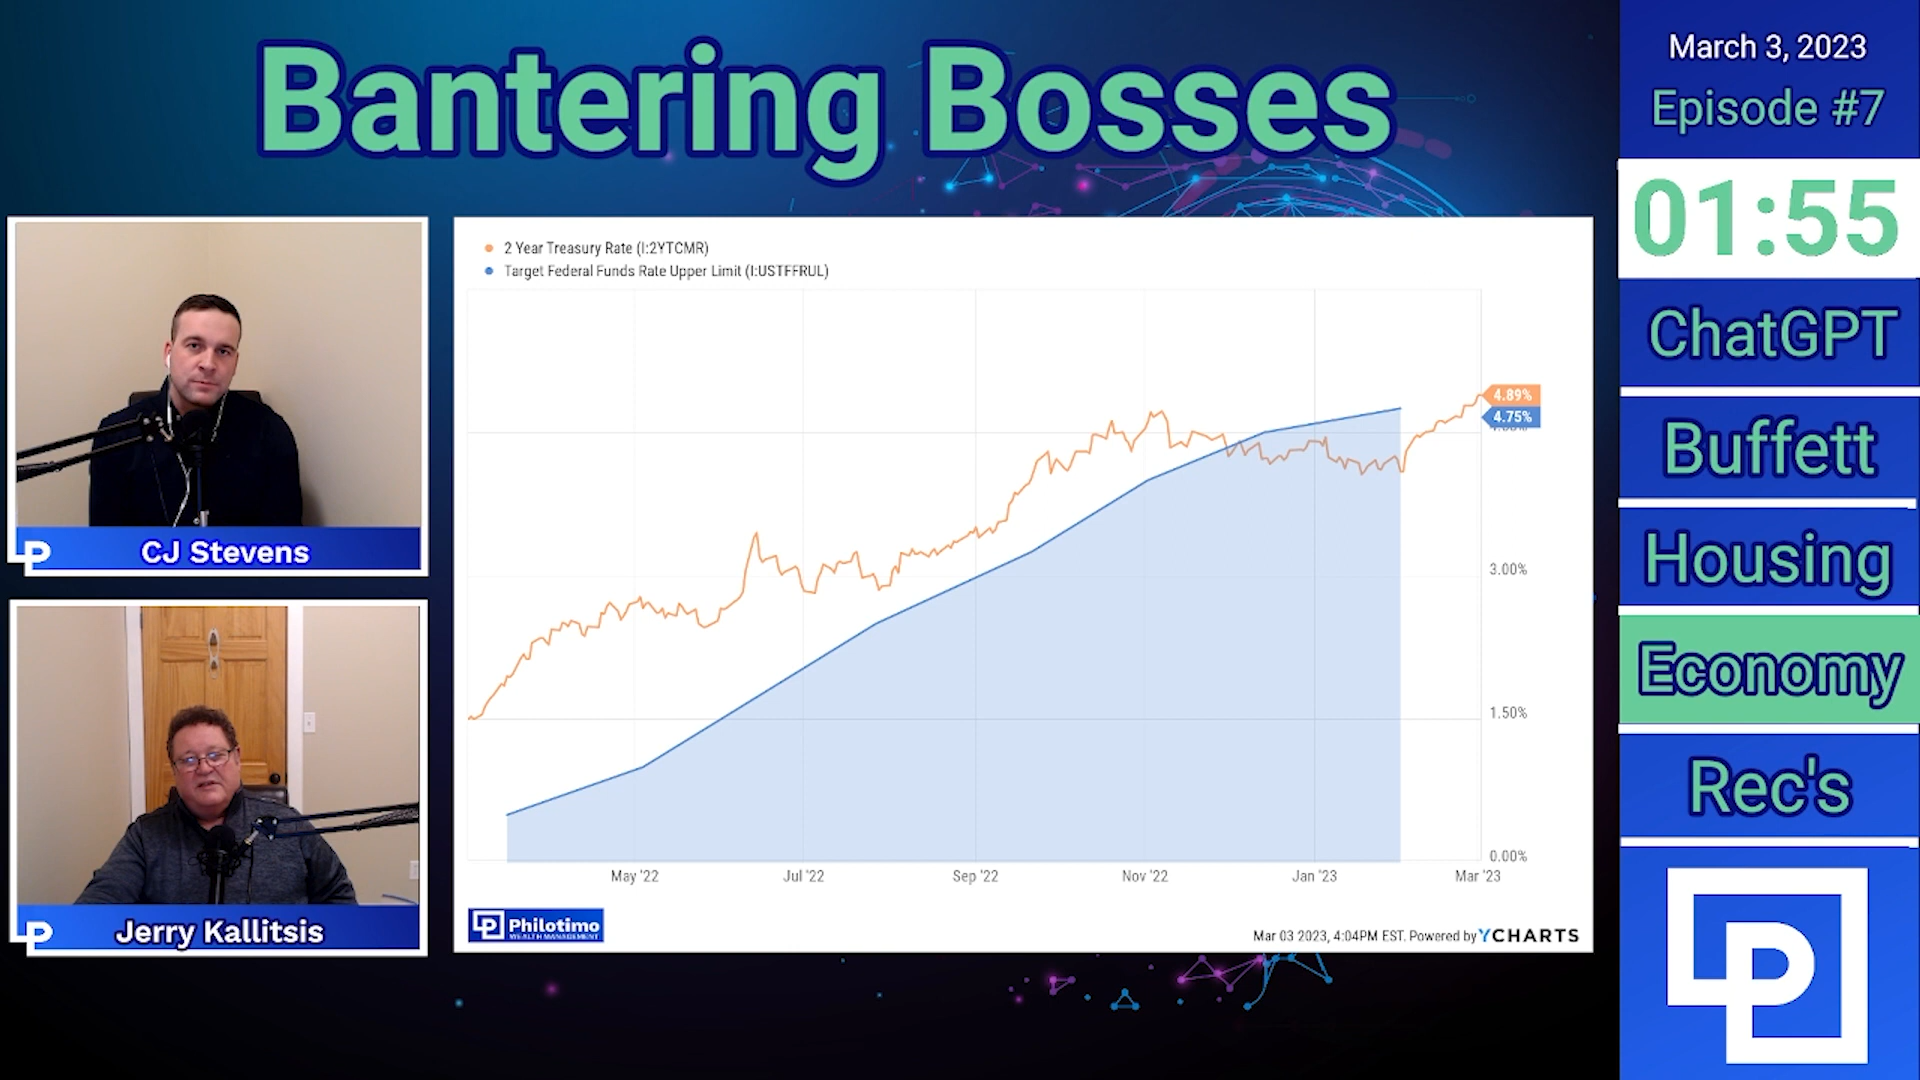 Bantering Bosses
March 3, 2023
Episode #7
01:55
ChatGPT
Buffett
Housing
Economy
Rec's
CJ Stevens
Jerry Kallitsis
2 Year Treasury Rate (I:2YTCMR)
Target Federal Funds Rate Upper Limit (I:USTFFRUL)
4.89%
4.75%
3.00%
1.50%
0.00%
May '22
Jul '22
Sep '22
Nov '22
Jan '23
Mar '23
Philotimo
WEALTH MANAGEMENT
Mar 03 2023, 4:04PM EST. Powered by YCHARTS